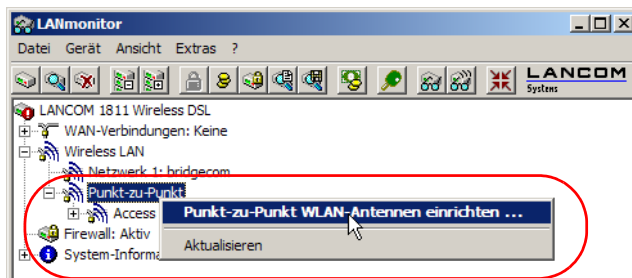 LANmonitor
Datei Gerät Ansicht Extras ?
LANCOM
Systems
LANCOM 1811 Wireless DSL
WAN-Verbindungen: Keine
Wireless LAN
Netzwerk 1: bridgecom
Punkt-zu-Punkt
Access
Punkt-zu-Punkt WLAN-Antennen einrichten ...
Firewall: Aktiv
Aktualisieren
System-Informa